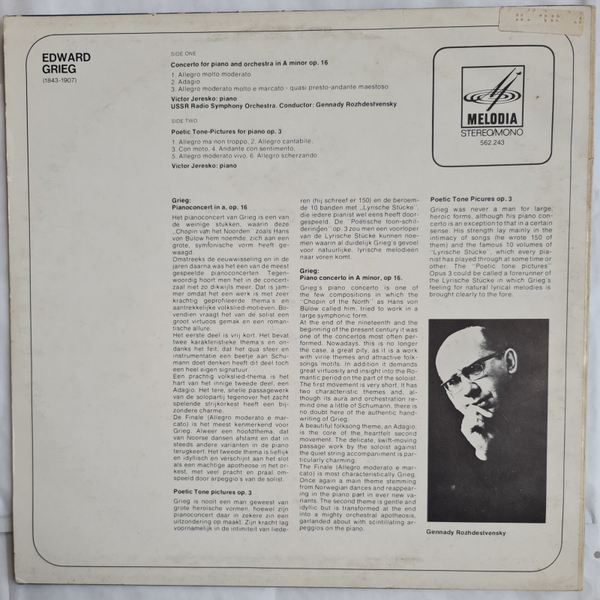 EDWARD
GRIEG
(1843-1907)
SIDE ONE
Concerto for piano and orchestra in A minor op. 16
1. Allegro molto moderato
2. Adagio
3. Allegro moderato molto e marcato - quasi presto-andante maestoso
Victor Jeresko: piano
USSR Radio Symphony Orchestra. Conductor: Gennady Rozhdestvensky
SIDE TWO
Poetic Tone-Pictures for piano op. 3
1. Allegro ma non troppo, 2. Allegro cantabile,
3. Con moto, 4. Andante con sentimento,
5. Allegro moderato vivo, 6. Allegro scherzando
Victor Jeresko: piano
MELODIA
STEREO/MONO
562.243
Grieg:
Pianoconcert in a, op. 16
Het pianoconcert van Grieg is een van
de weinige stukken, waarin deze
„Chopin van het Noorden" zoals Hans
von Bülow hem noemde, zich aan een
grote, symfonische vorm heeft ge-
waagd.
Omstreeks de eeuwwisseling en in de
jaren daarna was het een van de meest
gespeelde pianoconcerten. Tegen-
woordig hoort men het in de concert-
zaal niet zo dikwijls meer. Dat is jam-
mer omdat het een werk is met zeer
krachtig geprofileerde thema's en
aantrekkelijke volkslied-motieven. Bo-
vendien vraagt het van de solist een
groot virtuoos gemak en een roman-
tische allure.
Het eerste deel is vrij kort. Het bevat
twee karakteristieke thema's en on-
danks het feit, dat het qua sfeer en
instrumentatie een beetje aan Schu-
mann doet denken heeft dit deel toch
een heel eigen signatuur.
Een prachtig volkslied-thema is het
hart van het innige tweede deel, een
Adagio. Het tere, snelle passagewerk
van de solopartij tegenover het zacht
spelende strijkorkest heeft een bij-
zondere charme.
De Finale (Allegro moderato e mar-
cato) is het meest kenmerkend voor
Grieg. Alweer een hoofdthema, dat
van Noorse dansen afstamt en dat in
steeds andere varianten in de piano
terugkeert. Het tweede thema is lieflijk
en idyllisch en verschijnt aan het slot
als een machtige apotheose in het or-
kest, met veel pracht en praal om-
speeld door arpeggio's van de solist.
Poetic Tone pictures op. 3
Grieg is nooit een man geweest van
grote heroïsche vormen, hoewel zijn
pianoconcert daar in zekere zin een
uitzondering op maakt. Zijn kracht lag
voornamelijk in de intimiteit van liede-
ren (hij schreef er 150) en de beroem-
de 10 banden met „Lyrische Stücke",
die iedere pianist wel eens heeft door-
gespeeld. De "Poëtische toon-schil-
deringen" op. 3 zou men een voorloper
van de Lyrische Stücke kunnen noe-
men waarin al duidelijk Grieg's gevoel
voor natuurlijke, lyrische melodieën
naar voren komt.
Grieg:
Piano concerto in A minor, op 16.
Grieg's piano concerto is one of
the few compositions in which the
"Chopin of the North" as Hans von
Bülow called him, tried to work in a
large symphonic form.
At the end of the nineteenth and the
beginning of the present century it was
one of the concertos most often per-
formed. Nowadays, this is no longer
the case, a great pity, as it is a work
with virile themes and attractive folk-
songs motifs. In addition it demands
great virtuosity and insight into the Ro-
mantic period on the part of the soloist.
The first movement is very short. It has
two characteristic themes and, al-
though its aura and orchestration re-
mind one a little of Schumann, there is
no doubt here of the authentic hand-
writing of Grieg.
A beautiful folksong theme, an Adagio
is the core of the heartfelt second
movement. The delicate, swift-moving
passage work by the soloist against
the quiet string accompaniment is par-
ticularly charming.
The Finale (Allegro moderato e mar-
cato) is most characteristically Grieg.
Once again a main theme stemming
from Norwegian dances and reappear-
ing in the piano part in ever new va-
riants. The second theme is gentle and
idyllic but is transformed at the end
into a mighty orchestral apotheosis,
garlanded about with scintillating ar-
peggios on the piano.
Poetic Tone Picures op. 3
Grieg was never a man for large,
heroic forms, although his piano con-
certo is an exception to that in a certain
sense. His strength lay mainly in the
intimacy of songs (he wrote 150 of
them) and the famous 10 volumes of
"Lyrische Stücke", which every pia-
nist has played through at some time or
other. The "Poetic tone pictures"
Opus 3 could be called a forerunner of
the Lyrische Stücke in which Grieg's
feeling for natural lyrical melodies is
brought clearly to the fore.
Gennady Rozhdestvensky